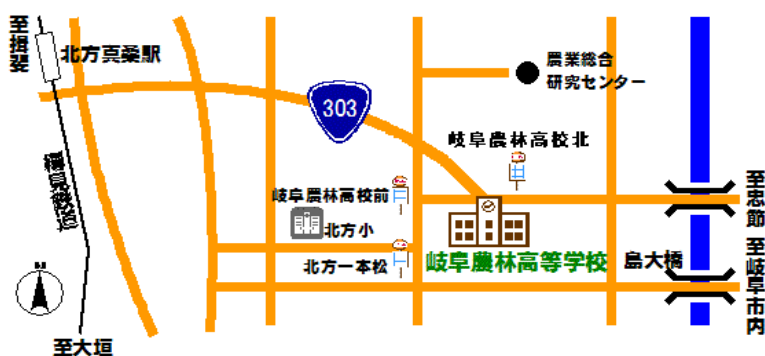 至揖斐
北方真桑駅
農業総合
研究センター
303
岐阜農林高校北
岐阜農林高校前
北方小
至忠節
北方一本松
岐阜農林高等学校
島大橋
至岐阜市内
至大垣